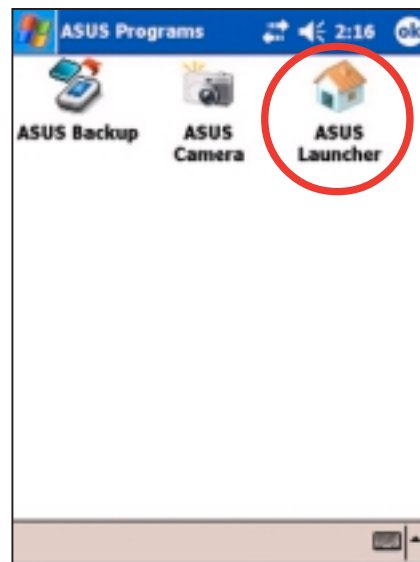 ASUS Programs 2:16 ok
ASUS Backup
ASUS
Camera
ASUS
Launcher